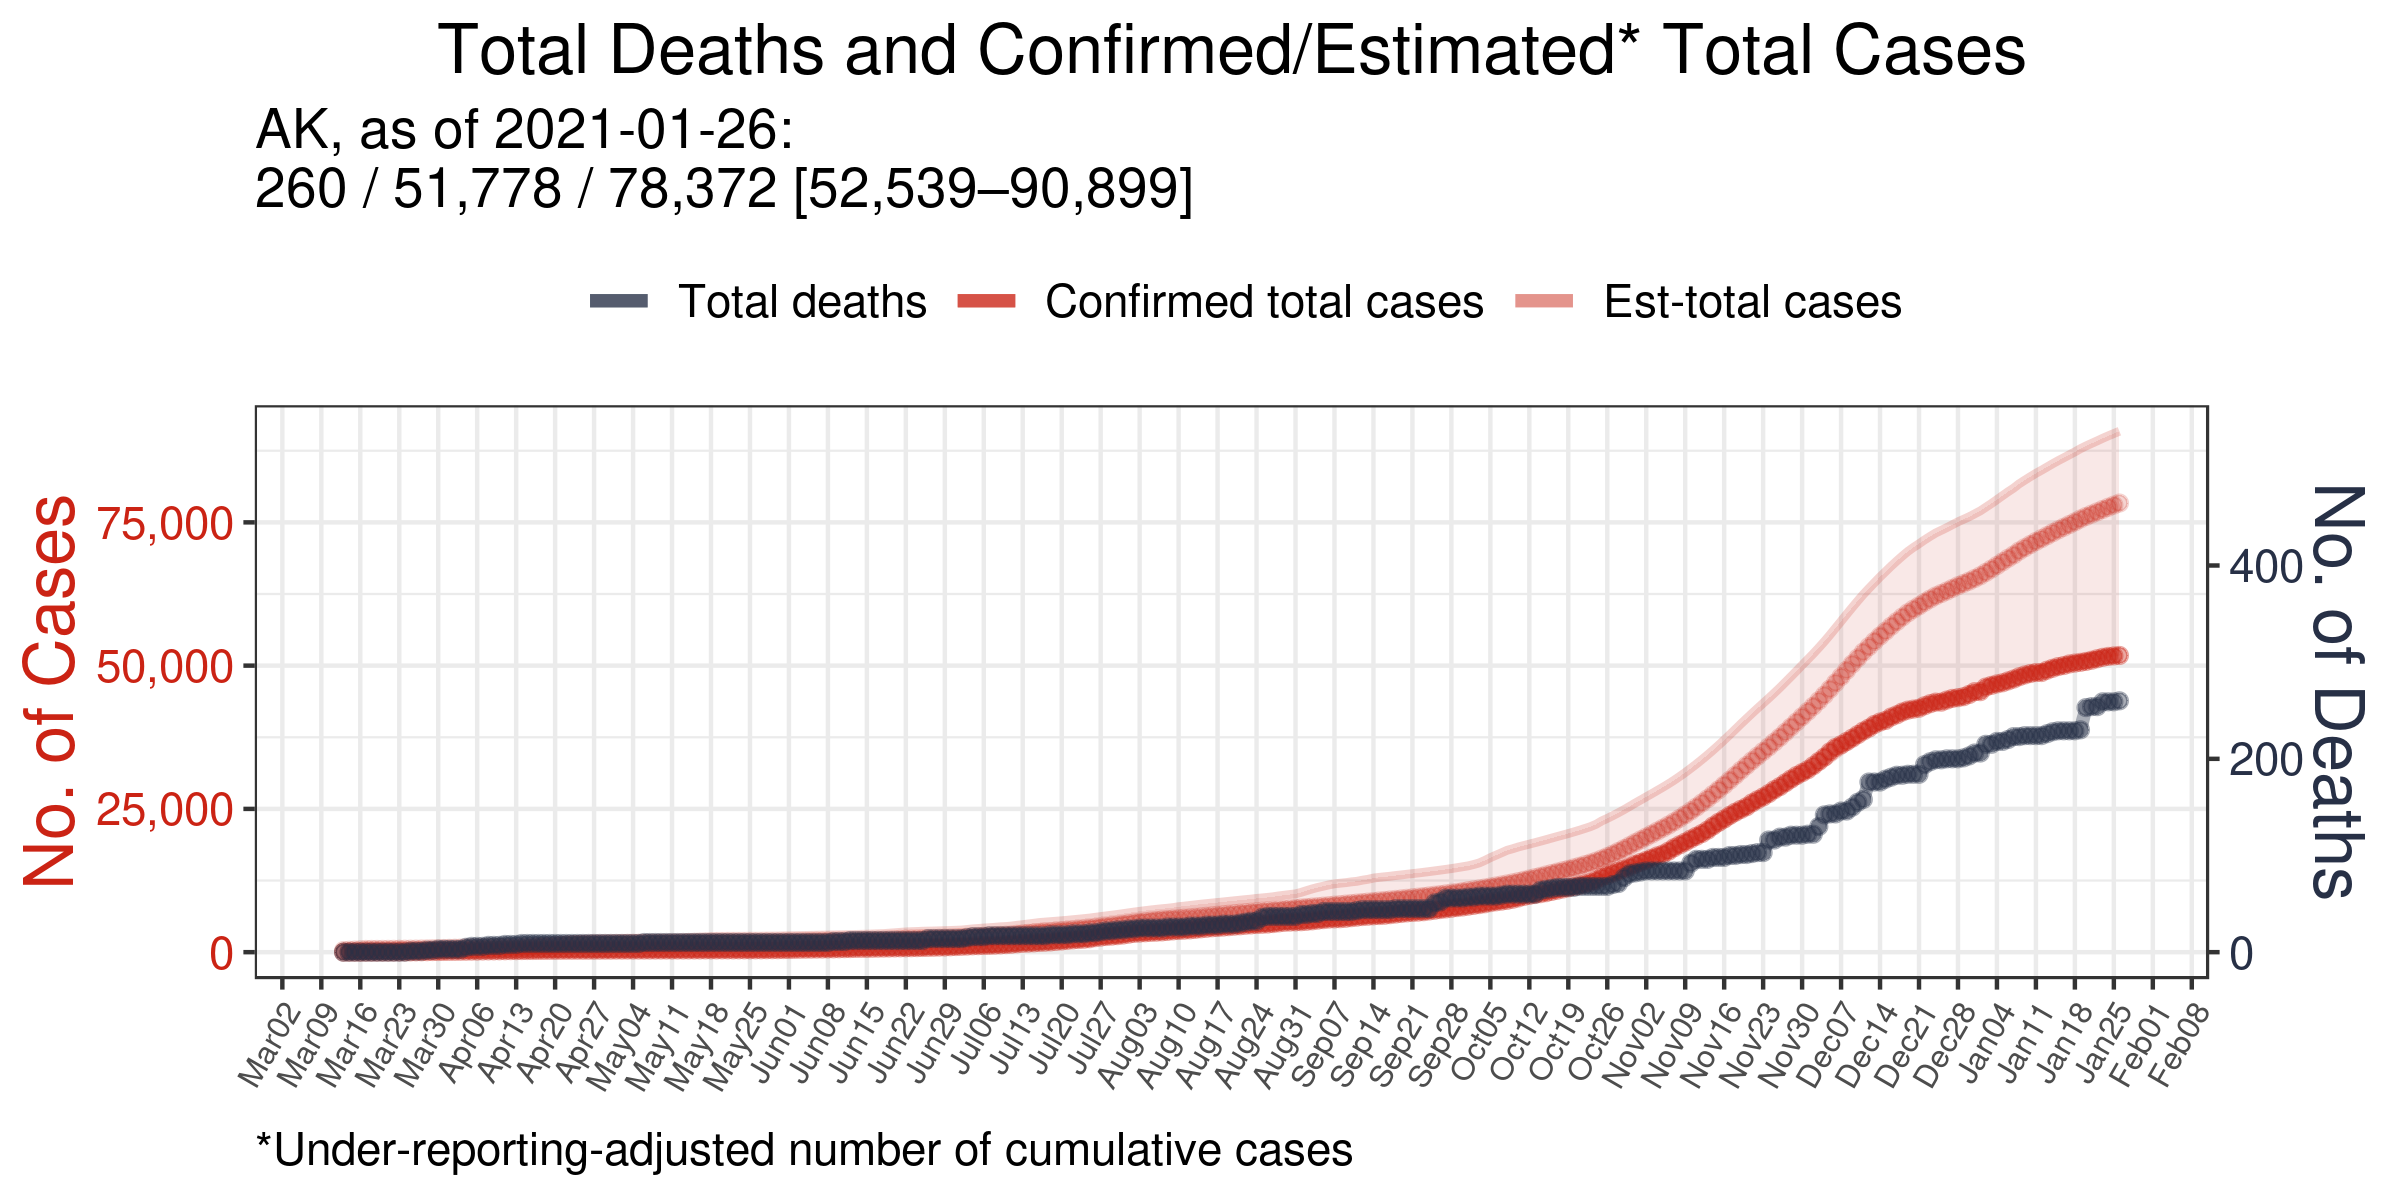 Total Deaths and Confirmed/Estimated* Total Cases
AK, as of 2021-01-26:
260 / 51,778 / 78,372 [52,539–90,899]
Total deaths
Confirmed total cases
Est-total cases
No. of Cases
75,000
50,000
25,000
0
400
200
0
No. of Deaths
Mar02
Mar09
Mar16
Mar23
Mar30
Apr06
Apr13
Apr20
Apr27
May04
May11
May18
May25
Jun01
Jun08
Jun15
Jun22
Jun29
Jul06
Jul13
Jul20
Jul27
Aug03
Aug10
Aug17
Aug24
Aug31
Sep07
Sep14
Sep21
Sep28
Oct05
Oct12
Oct19
Oct26
Nov02
Nov09
Nov16
Nov23
Nov30
Dec07
Dec14
Dec21
Dec28
Jan04
Jan11
Jan18
Jan25
Feb01
Feb08
*Under-reporting-adjusted number of cumulative cases